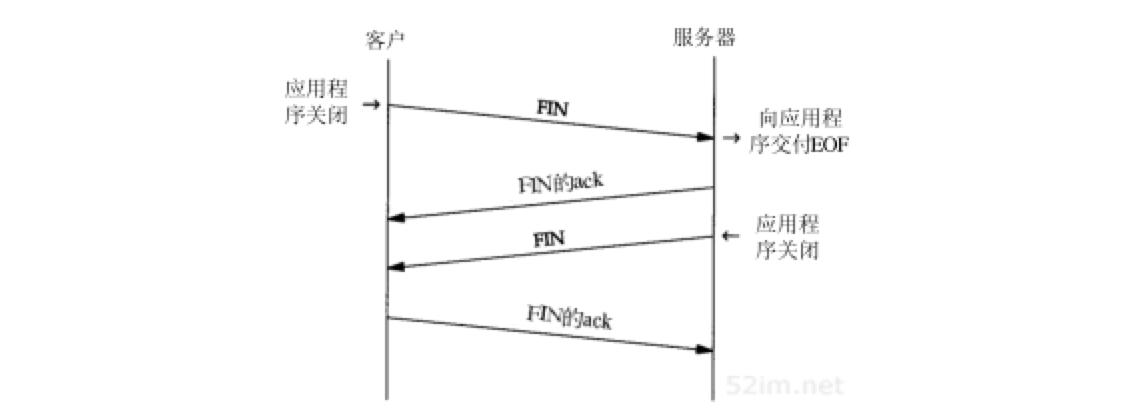 客户
服务器
应用程
序关闭
FIN
向应用程
序交付EOF
FIN的ack
FIN
应用程
序关闭
FIN的ack
52im.net